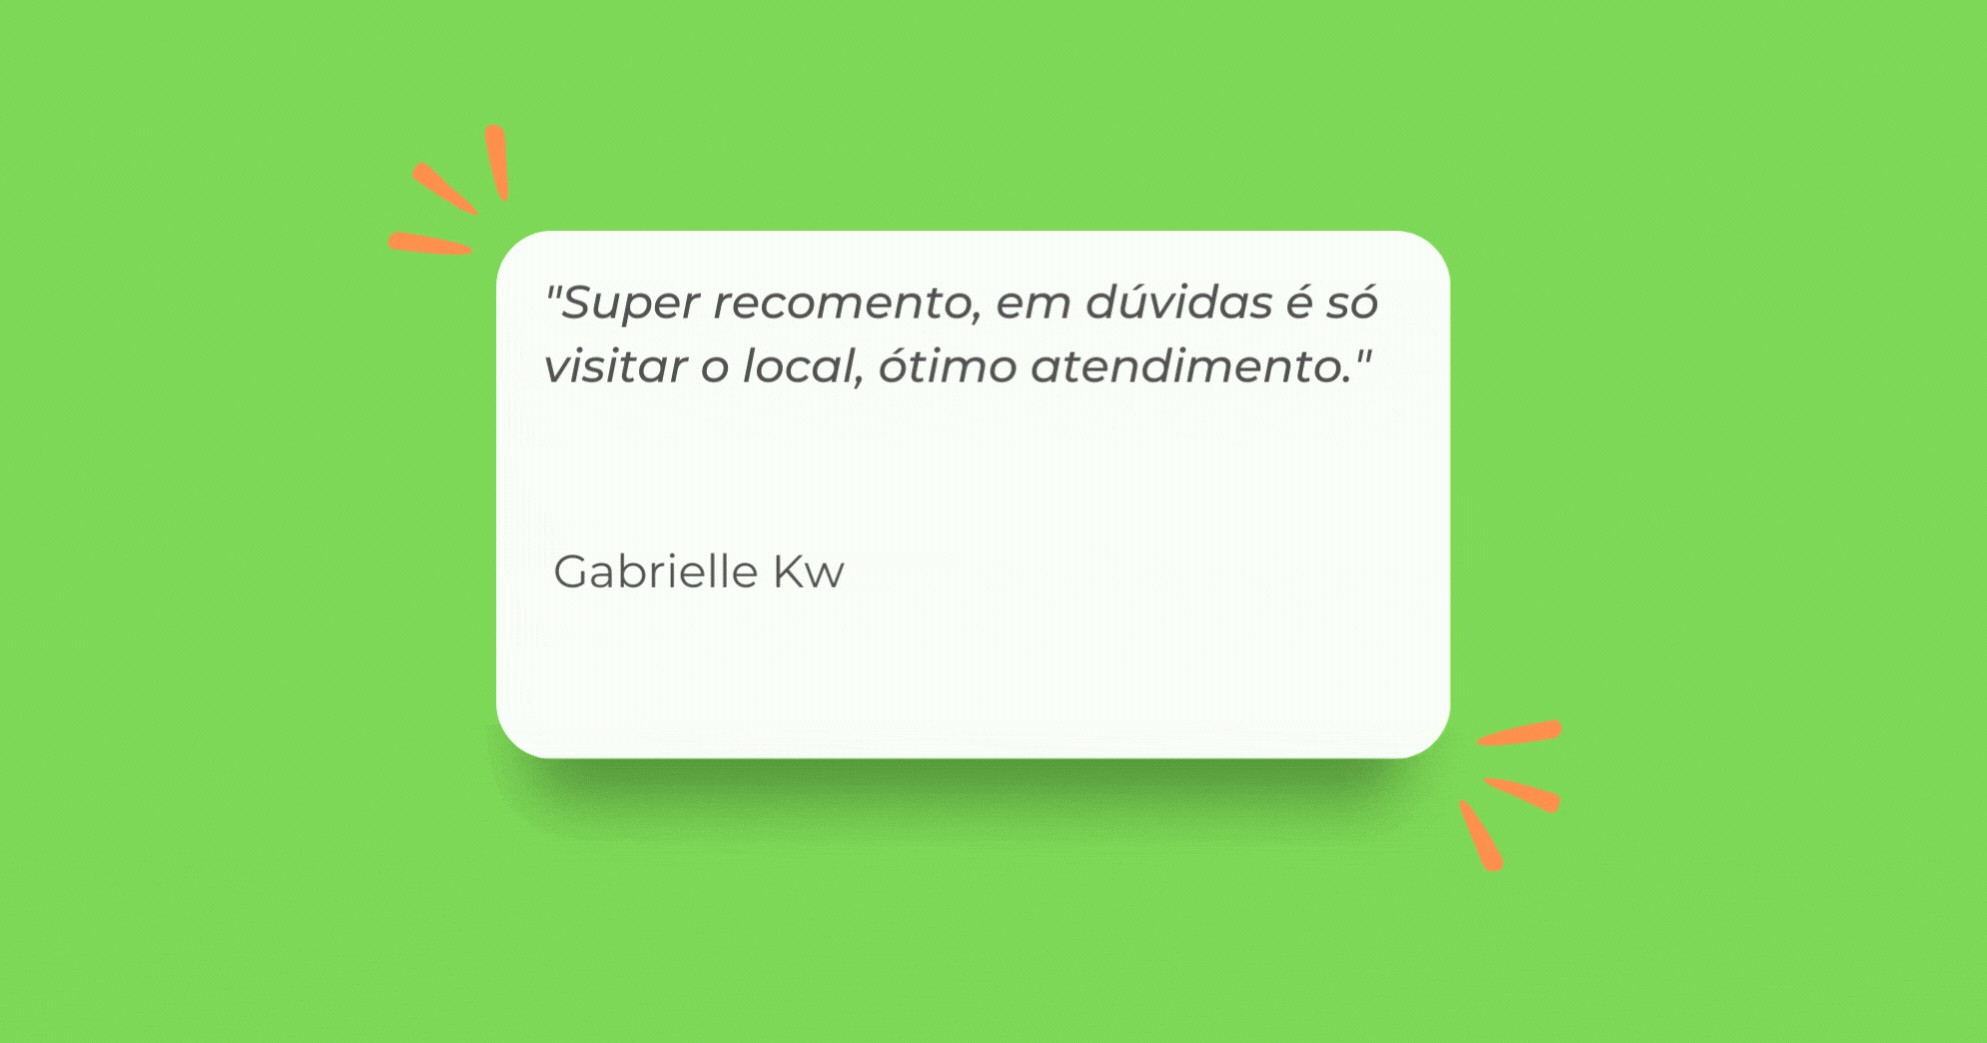 "Super recomento, em dúvidas é só
visitar o local, ótimo atendimento."
Gabrielle Kw